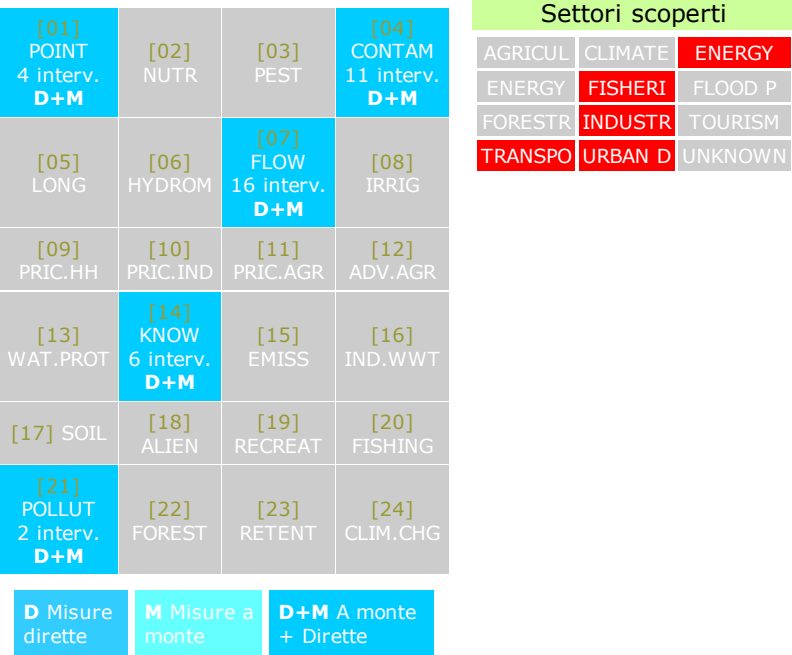 [01]
POINT
4 interv.
D+M
[02]
NUTR
[03]
PEST
[04]
CONTAM
11 interv.
D+M
[05]
LONG
[06]
HYDROM
[07]
FLOW
16 interv.
D+M
[08]
IRRIG
[09]
PRIC.HH
[10]
PRIC.IND
[11]
PRIC.AGR
[12]
ADV.AGR
[13]
WAT.PROT
[14]
KNOW
6 interv.
D+M
[15]
EMISS
[16]
IND.WWT
[17] SOIL
[18]
ALIEN
[19]
RECREAT
[20]
FISHING
[21]
POLLUT
2 interv.
D+M
[22]
FOREST
[23]
RETENT
[24]
CLIM.CHG
D Misure
dirette
M Misure a
monte
D+M A monte
+ Dirette
Settori scoperti
AGRICUL CLIMATE ENERGY
ENERGY FISHERI FLOOD P
FORESTR INDUSTR TOURISM
TRANSPO URBAN D UNKNOWN